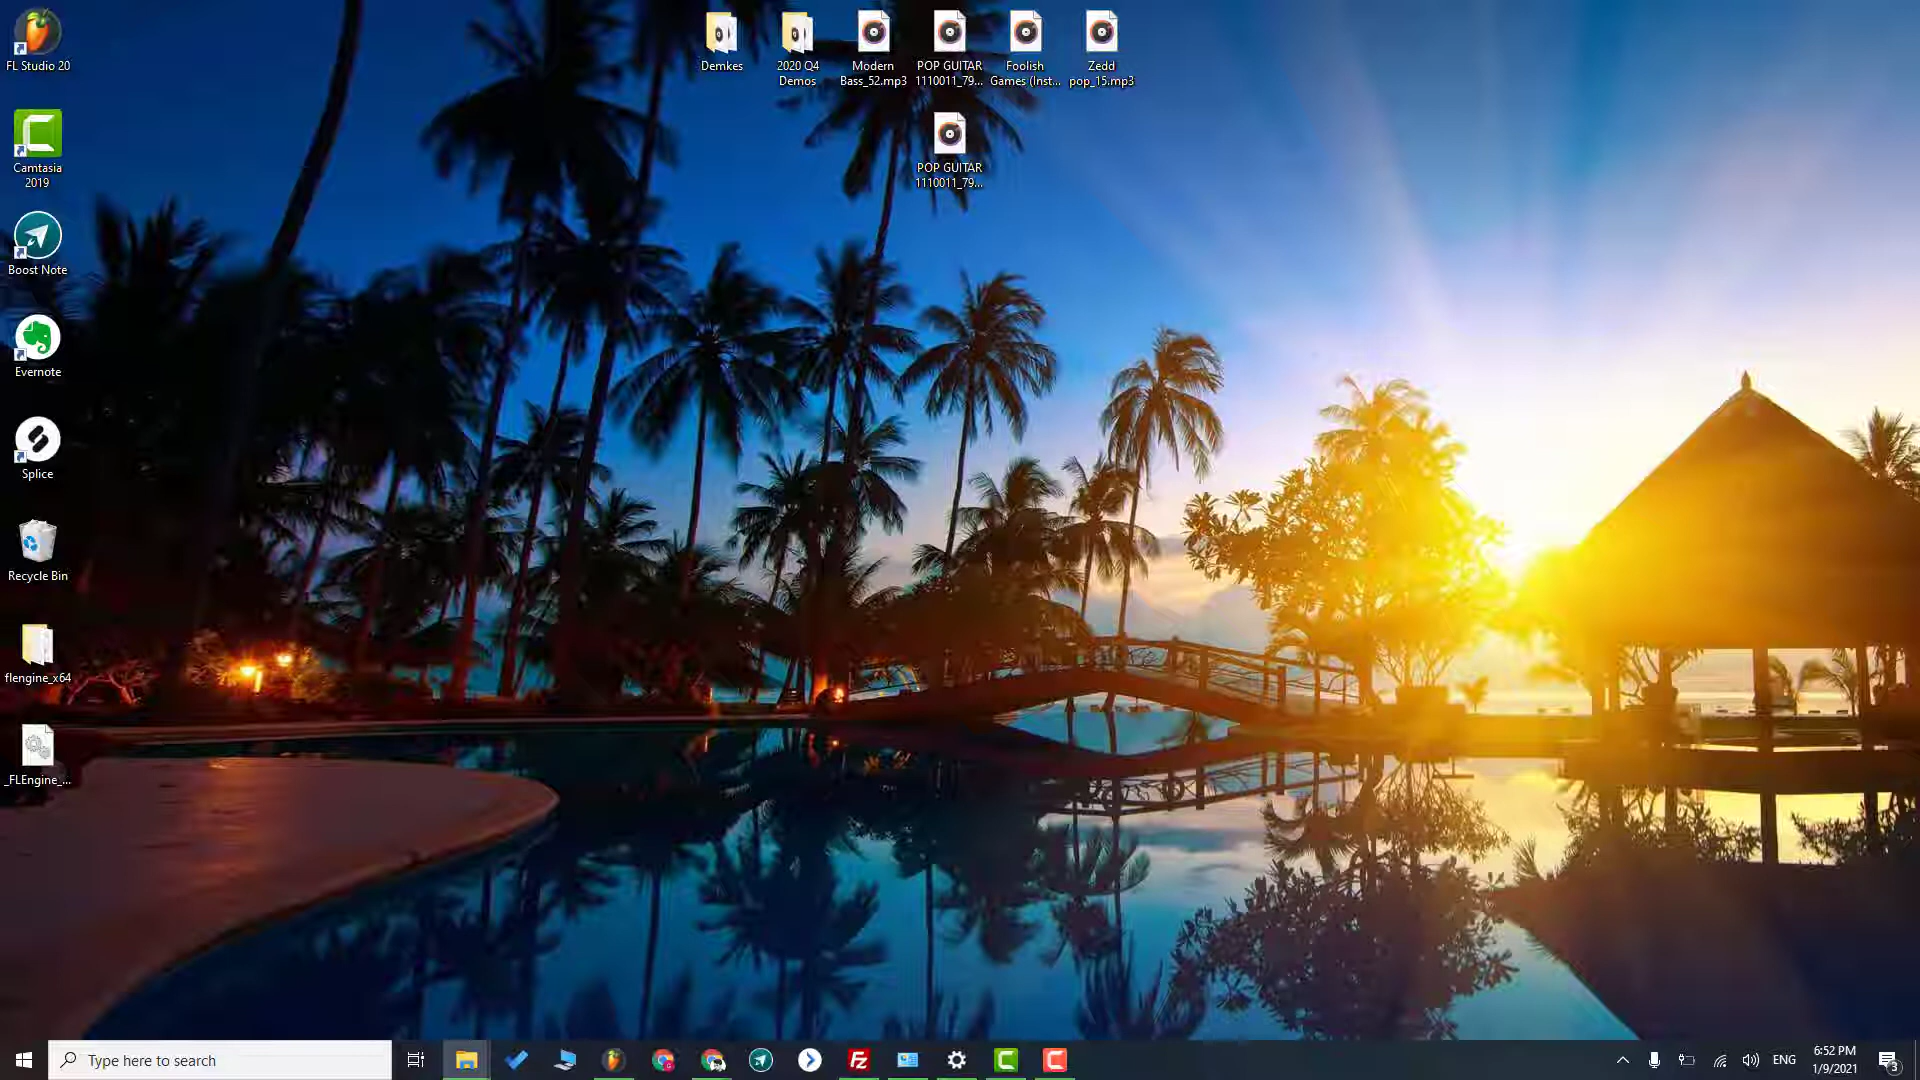 FL Studio 20
Camtasia
2019
Boost Note
Evernote
Splice
Recycle Bin
flengine_x64
_FLEngine_...
Demkes
2020 Q4
Demos
Modern
Bass_52.mp3
POP GUITAR
1110011_79...
Foolish
Games (Inst...
Zedd
pop_15.mp3
POP GUITAR
1110011_79...
Type here to search
ENG
6:52 PM
1/9/2021
3